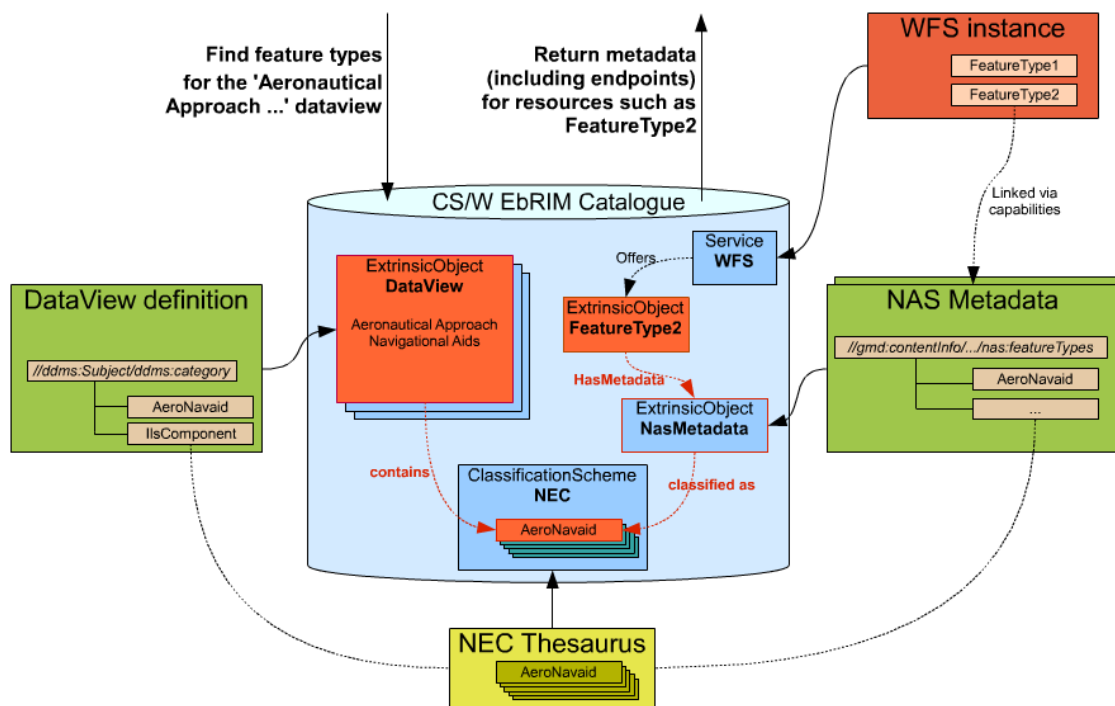 Find feature types
for the 'Aeronautical
Approach ...' dataview
Return metadata
(including endpoints)
for resources such as
FeatureType2
WFS instance
FeatureType1
FeatureType2
Linked via
capabilities
CS/W EbRIM Catalogue
Service
WFS
Offers
ExtrinsicObject
DataView
Aeronautical Approach
Navigational Aids
ExtrinsicObject
FeatureType2
HasMetadata
ExtrinsicObject
NasMetadata
contains
classified as
ClassificationScheme
NEC
AeroNavaid
DataView definition
//ddms:Subject/ddms:category
AeroNavaid
IlsComponent
NAS Metadata
//gmd:contentInfo/.../nas:featureTypes
AeroNavaid
...
NEC Thesaurus
AeroNavaid